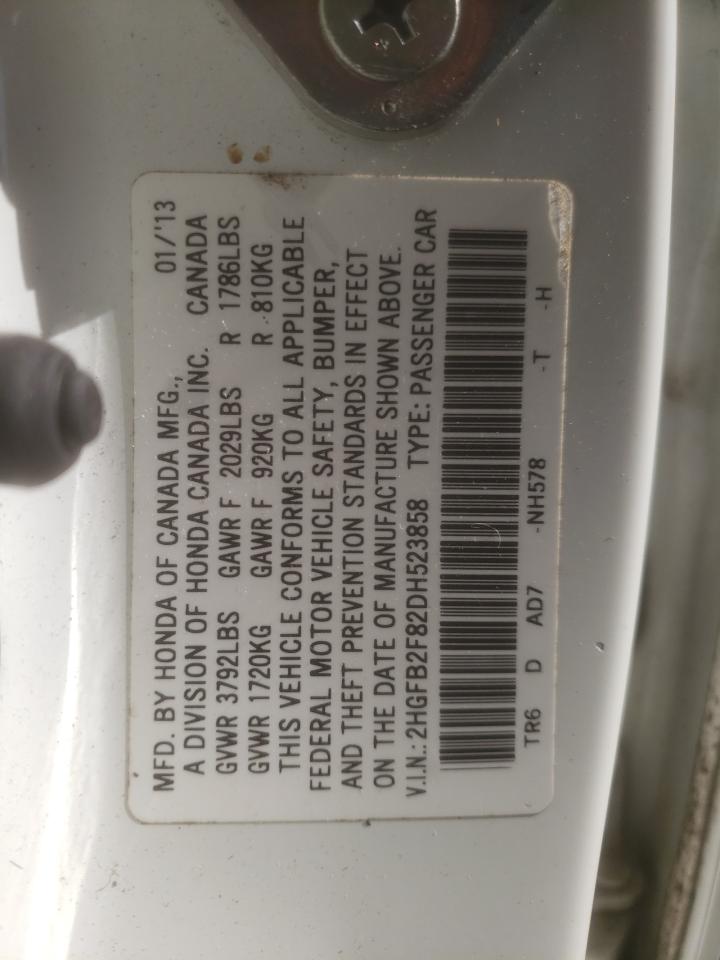 MFD. BY HONDA OF CANADA MFG., 01/'13
A DIVISION OF HONDA CANADA INC. CANADA
GVWR 3792LBS GAWR F 2029LBS R 1786LBS
GVWR 1720KG GAWR F 920KG R 810KG
THIS VEHICLE CONFORMS TO ALL APPLICABLE
FEDERAL MOTOR VEHICLE SAFETY, BUMPER,
AND THEFT PREVENTION STANDARDS IN EFFECT
ON THE DATE OF MANUFACTURE SHOWN ABOVE.
V.I.N.: 2HGFB2F82DH523858 TYPE: PASSENGER CAR
TR6 D AD7 -NH578 -T -H